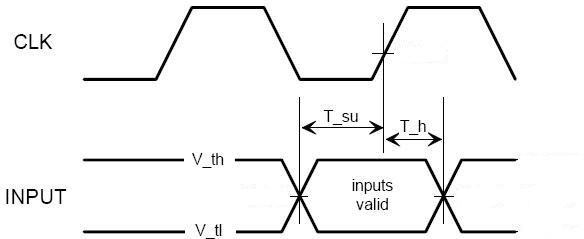 CLK
T_su
T_h
V_th
INPUT
inputs
valid
V_tl